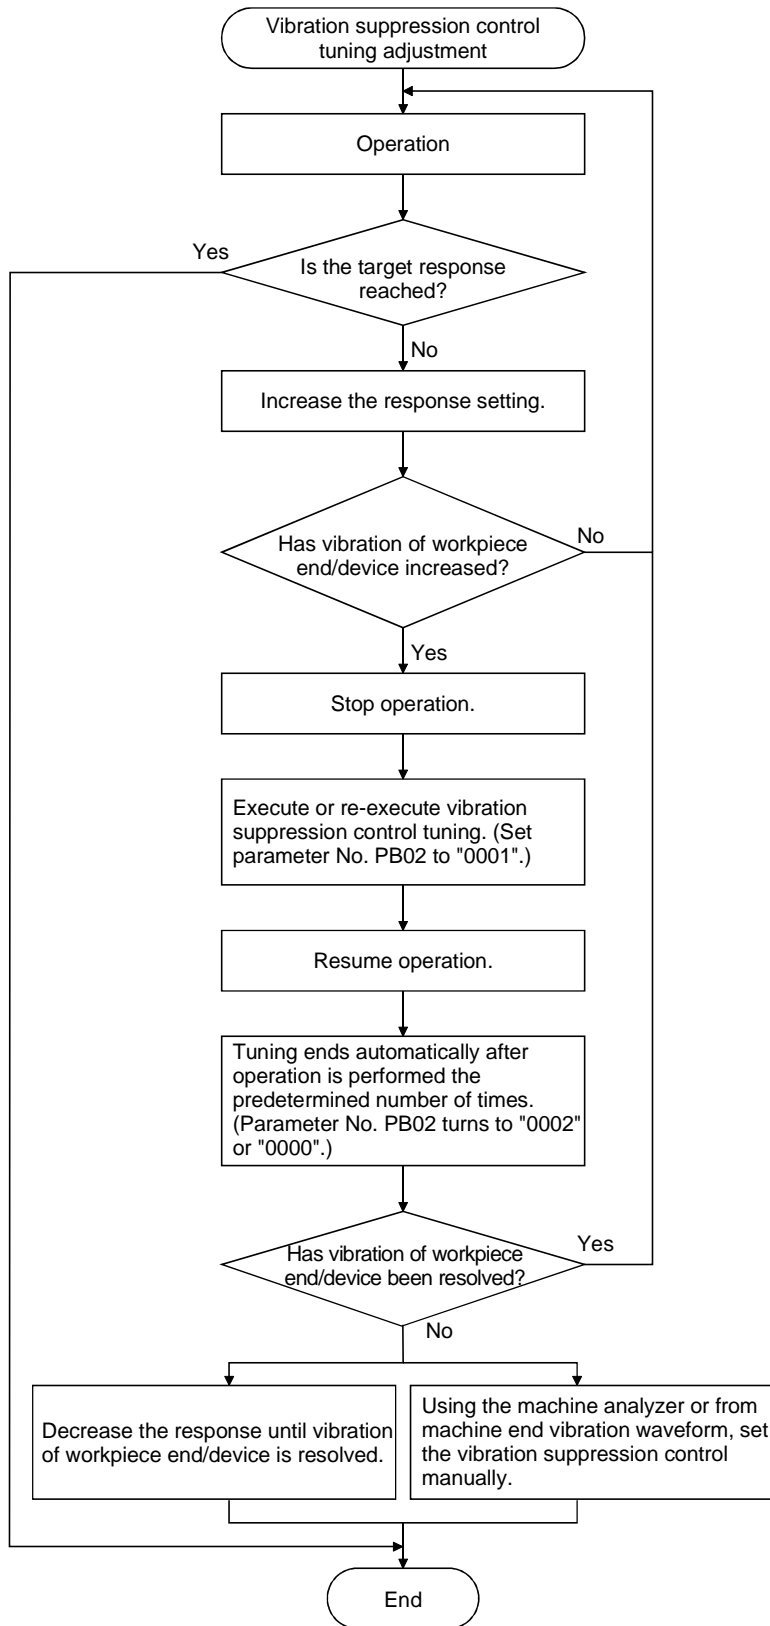 Vibration suppression control
tuning adjustment
Operation
Yes
Is the target response
reached?
No
Increase the response setting.
No
Has vibration of workpiece
end/device increased?
Yes
Stop operation.
Execute or re-execute vibration
suppression control tuning. (Set
parameter No. PB02 to "0001".)
Resume operation.
Tuning ends automatically after
operation is performed the
predetermined number of times.
(Parameter No. PB02 turns to "0002"
or "0000".)
Has vibration of workpiece
end/device been resolved?
Yes
No
Decrease the response until vibration
of workpiece end/device is resolved.
Using the machine analyzer or from
machine end vibration waveform, set
the vibration suppression control
manually.
End